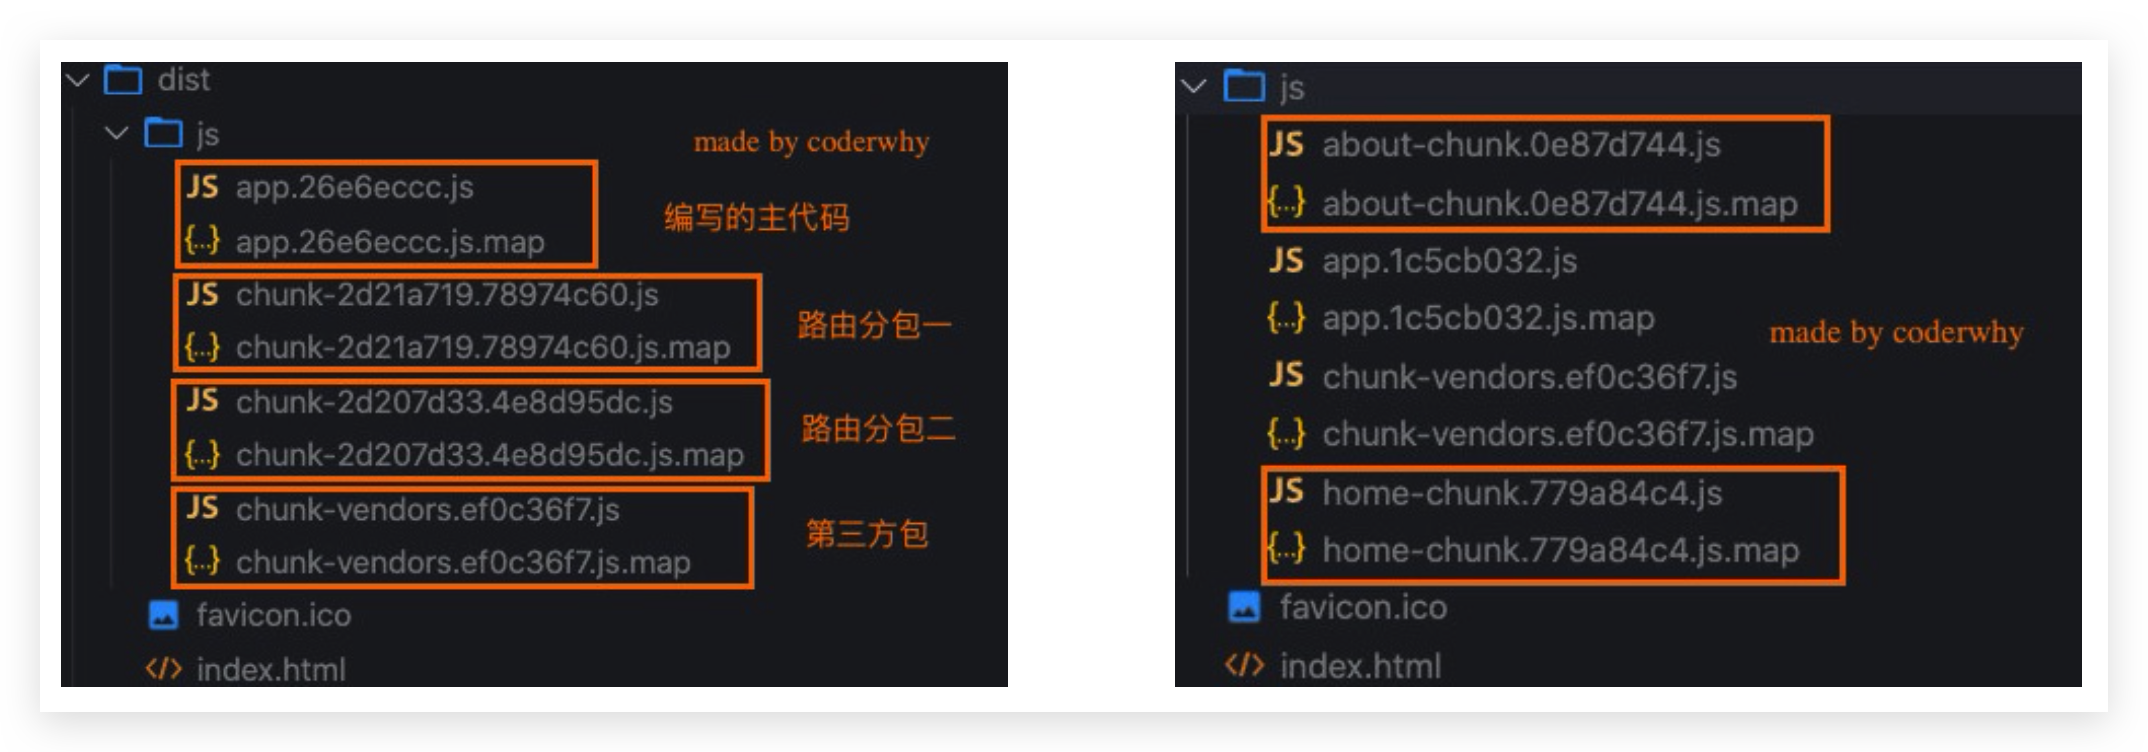 dist
js
made by coderwhy
JS app.26e6eccc.js
编写的主代码
{...} app.26e6eccc.js.map
JS chunk-2d21a719.78974c60.js
路由分包一
{...} chunk-2d21a719.78974c60.js.map
JS chunk-2d207d33.4e8d95dc.js
路由分包二
{...} chunk-2d207d33.4e8d95dc.js.map
JS chunk-vendors.ef0c36f7.js
第三方包
{...} chunk-vendors.ef0c36f7.js.map
favicon.ico
</> index.html
js
JS about-chunk.0e87d744.js
{...} about-chunk.0e87d744.js.map
JS app.1c5cb032.js
{...} app.1c5cb032.js.map
made by coderwhy
JS chunk-vendors.ef0c36f7.js
{...} chunk-vendors.ef0c36f7.js.map
JS home-chunk.779a84c4.js
{...} home-chunk.779a84c4.js.map
favicon.ico
</> index.html